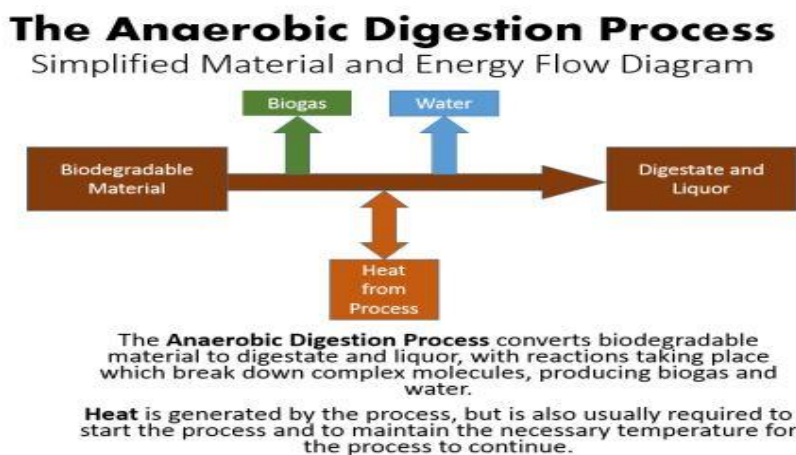 The Anaerobic Digestion Process
Simplified Material and Energy Flow Diagram
Biogas
Water
Biodegradable
Material
Digestate and
Liquor
Heat
from
Process
The Anaerobic Digestion Process converts biodegradable
material to digestate and liquor, with reactions taking place
which break down complex molecules, producing biogas and
water.
Heat is generated by the process, but is also usually required to
start the process and to maintain the necessary temperature for
the process to continue.